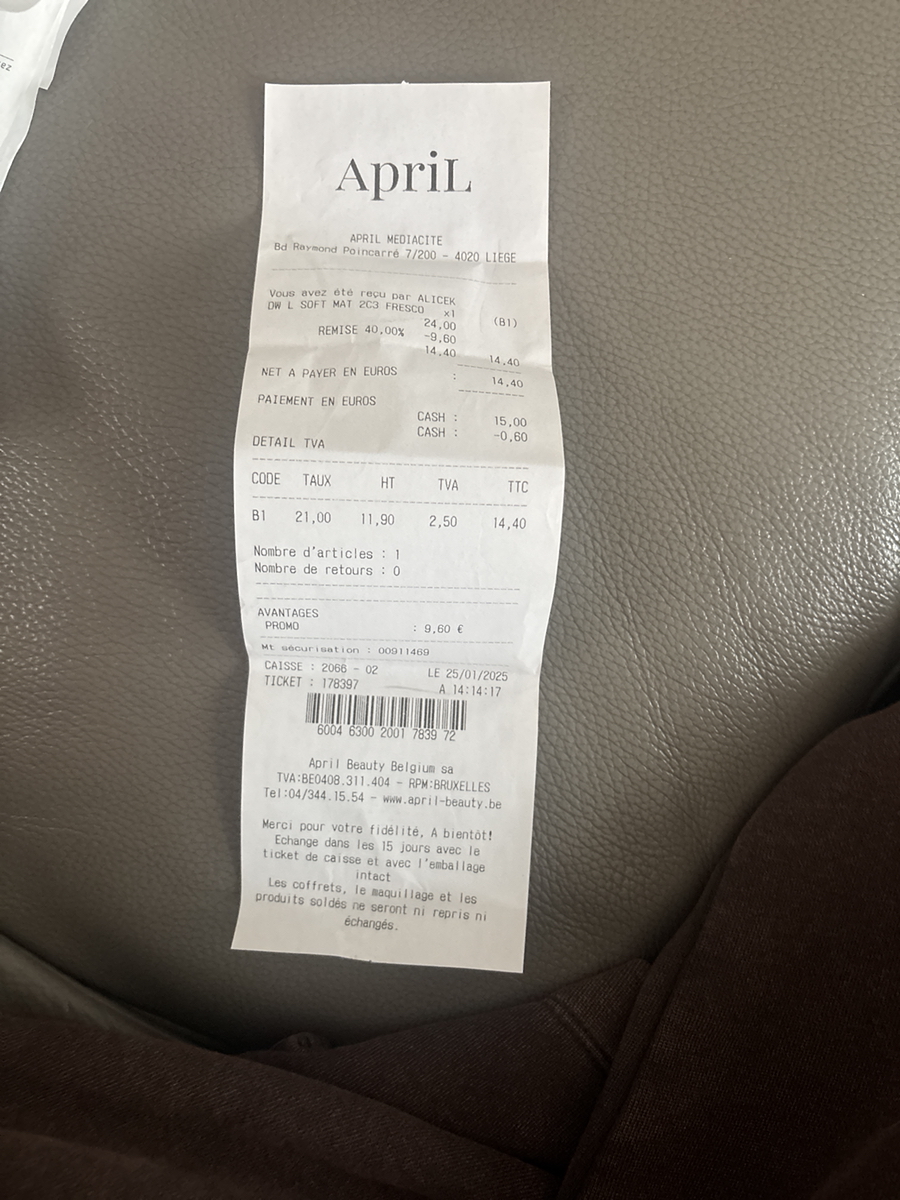 ez
ApriL
APRIL MEDIACITE
Bd Raymond Poincarré 7/200 - 4020 LIEGE
Vous avez été reçu par ALICEK
DW L SOFT MAT 2C3 FRESCO x1
24,00 (B1)
REMISE 40,00% -9,60
14,40 14,40
NET A PAYER EN EUROS : 14,40
PAIEMENT EN EUROS
CASH : 15,00
CASH : -0,60
DETAIL TVA
CODE TAUX HT TVA TTC
B1 21,00 11,90 2,50 14,40
Nombre d'articles : 1
Nombre de retours : 0
AVANTAGES
PROMO : 9,60 €
Mt sécurisation : 00911469
CAISSE : 2066 - 02 LE 25/01/2025
TICKET : 178397 A 14:14:17
6004 6300 2001 7839 72
April Beauty Belgium sa
TVA:BE0408.311.404 - RPM:BRUXELLES
Tel:04/344.15.54 - www.april-beauty.be
Merci pour votre fidélité, A bientôt!
Echange dans les 15 jours avec le
ticket de caisse et avec l'emballage
intact
Les coffrets, le maquillage et les
produits soldés ne seront ni repris ni
échangés.